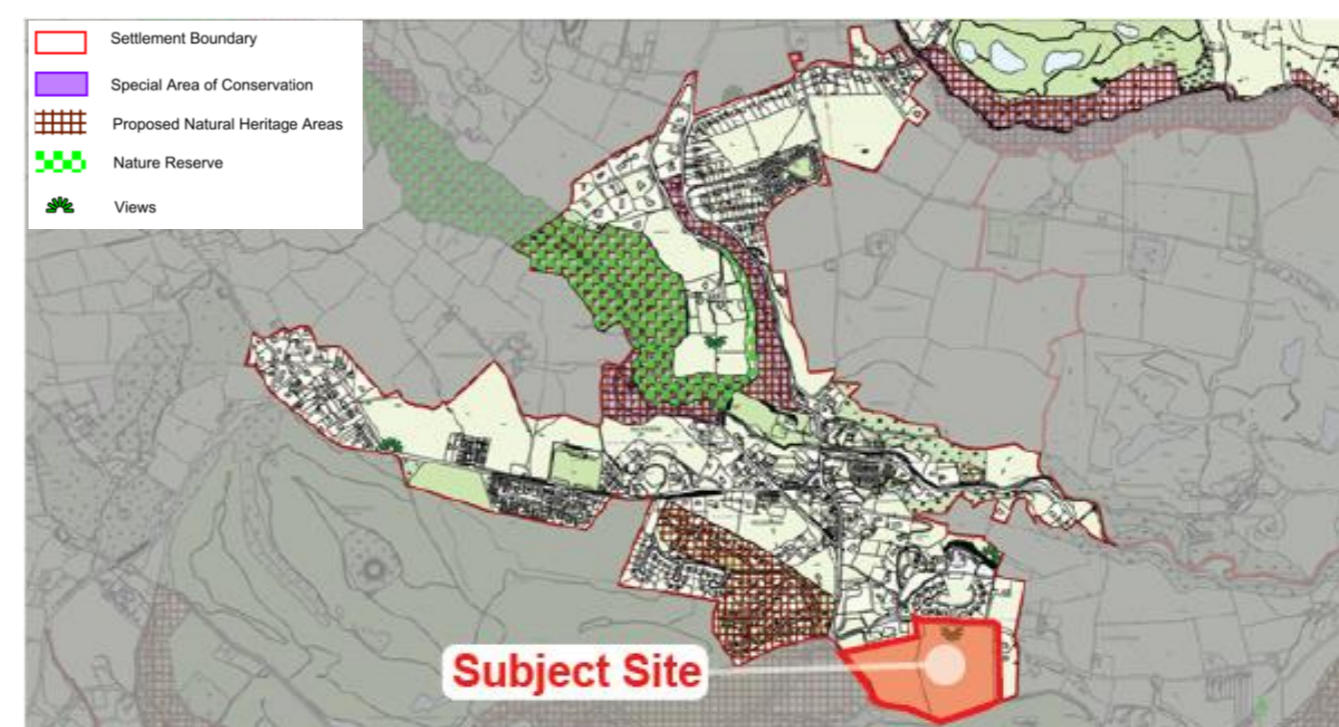 Settlement Boundary
Special Area of Conservation
Proposed Natural Heritage Areas
Nature Reserve
Views
Subject Site